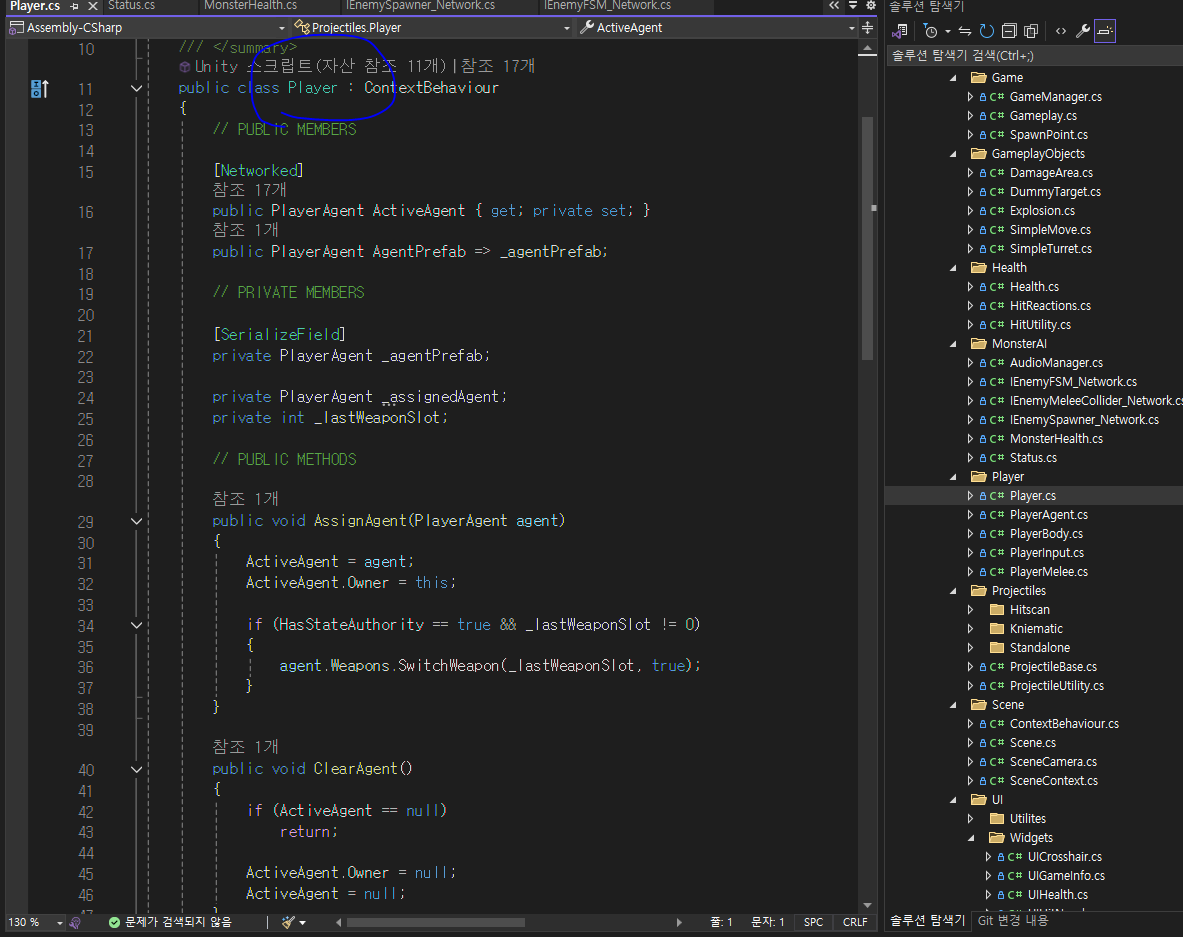 Player.cs
Status.cs
MonsterHealth.cs
IEnemySpawner_Network.cs
IEnemyFSM_Network.cs
Assembly-CSharp
Projectiles.Player
ActiveAgent
10 /// </summary>
Unity 스크립트(자산 참조 11개)|참조 17개
11 public class Player : ContextBehaviour
12 {
13 // PUBLIC MEMBERS
14
15 [Networked]
참조 17개
16 public PlayerAgent ActiveAgent { get; private set; }
참조 1개
17 public PlayerAgent AgentPrefab => _agentPrefab;
18
19 // PRIVATE MEMBERS
20
21 [SerializeField]
22 private PlayerAgent _agentPrefab;
23
24 private PlayerAgent _assignedAgent;
25 private int _lastWeaponSlot;
26
27 // PUBLIC METHODS
28
참조 1개
29 public void AssignAgent(PlayerAgent agent)
30 {
31 ActiveAgent = agent;
32 ActiveAgent.Owner = this;
33
34 if (HasStateAuthority == true && _lastWeaponSlot != 0)
35 {
36 agent.Weapons.SwitchWeapon(_lastWeaponSlot, true);
37 }
38 }
39
참조 1개
40 public void ClearAgent()
41 {
42 if (ActiveAgent == null)
43 return;
44
45 ActiveAgent.Owner = null;
46 ActiveAgent = null;
47 }
130 %
문제가 검색되지 않음
줄: 1
문자: 1
SPC
CRLF
솔루션 탐색기
솔루션 탐색기 검색(Ctrl+;)
Game
C# GameManager.cs
C# Gameplay.cs
C# SpawnPoint.cs
GameplayObjects
C# DamageArea.cs
C# DummyTarget.cs
C# Explosion.cs
C# SimpleMove.cs
C# SimpleTurret.cs
Health
C# Health.cs
C# HitReactions.cs
C# HitUtility.cs
MonsterAI
C# AudioManager.cs
C# IEnemyFSM_Network.cs
C# IEnemyMeleeCollider_Network.cs
C# IEnemySpawner_Network.cs
C# MonsterHealth.cs
C# Status.cs
Player
C# Player.cs
C# PlayerAgent.cs
C# PlayerBody.cs
C# PlayerInput.cs
C# PlayerMelee.cs
Projectiles
Hitscan
Kniematic
Standalone
C# ProjectileBase.cs
C# ProjectileUtility.cs
Scene
C# ContextBehaviour.cs
C# Scene.cs
C# SceneCamera.cs
C# SceneContext.cs
UI
Utilites
Widgets
C# UICrosshair.cs
C# UIGameInfo.cs
C# UIHealth.cs
솔루션 탐색기
Git 변경 내용